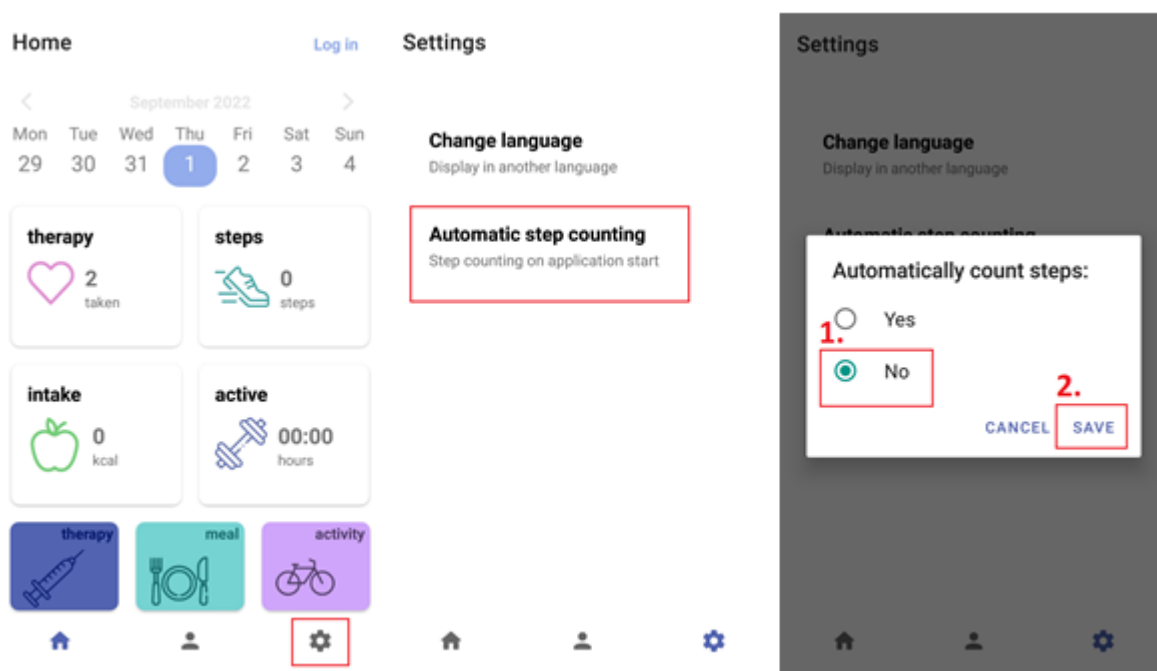 Home
Log in
September 2022
Mon Tue Wed Thu Fri Sat Sun
29 30 31 1 2 3 4
therapy
2
taken
steps
0
steps
intake
0
kcal
active
00:00
hours
therapy
meal
activity
Settings
Change language
Display in another language
Automatic step counting
Step counting on application start
Settings
Change language
Display in another language
Automatic step counting
Automatically count steps:
Yes
1.
No
2.
CANCEL SAVE